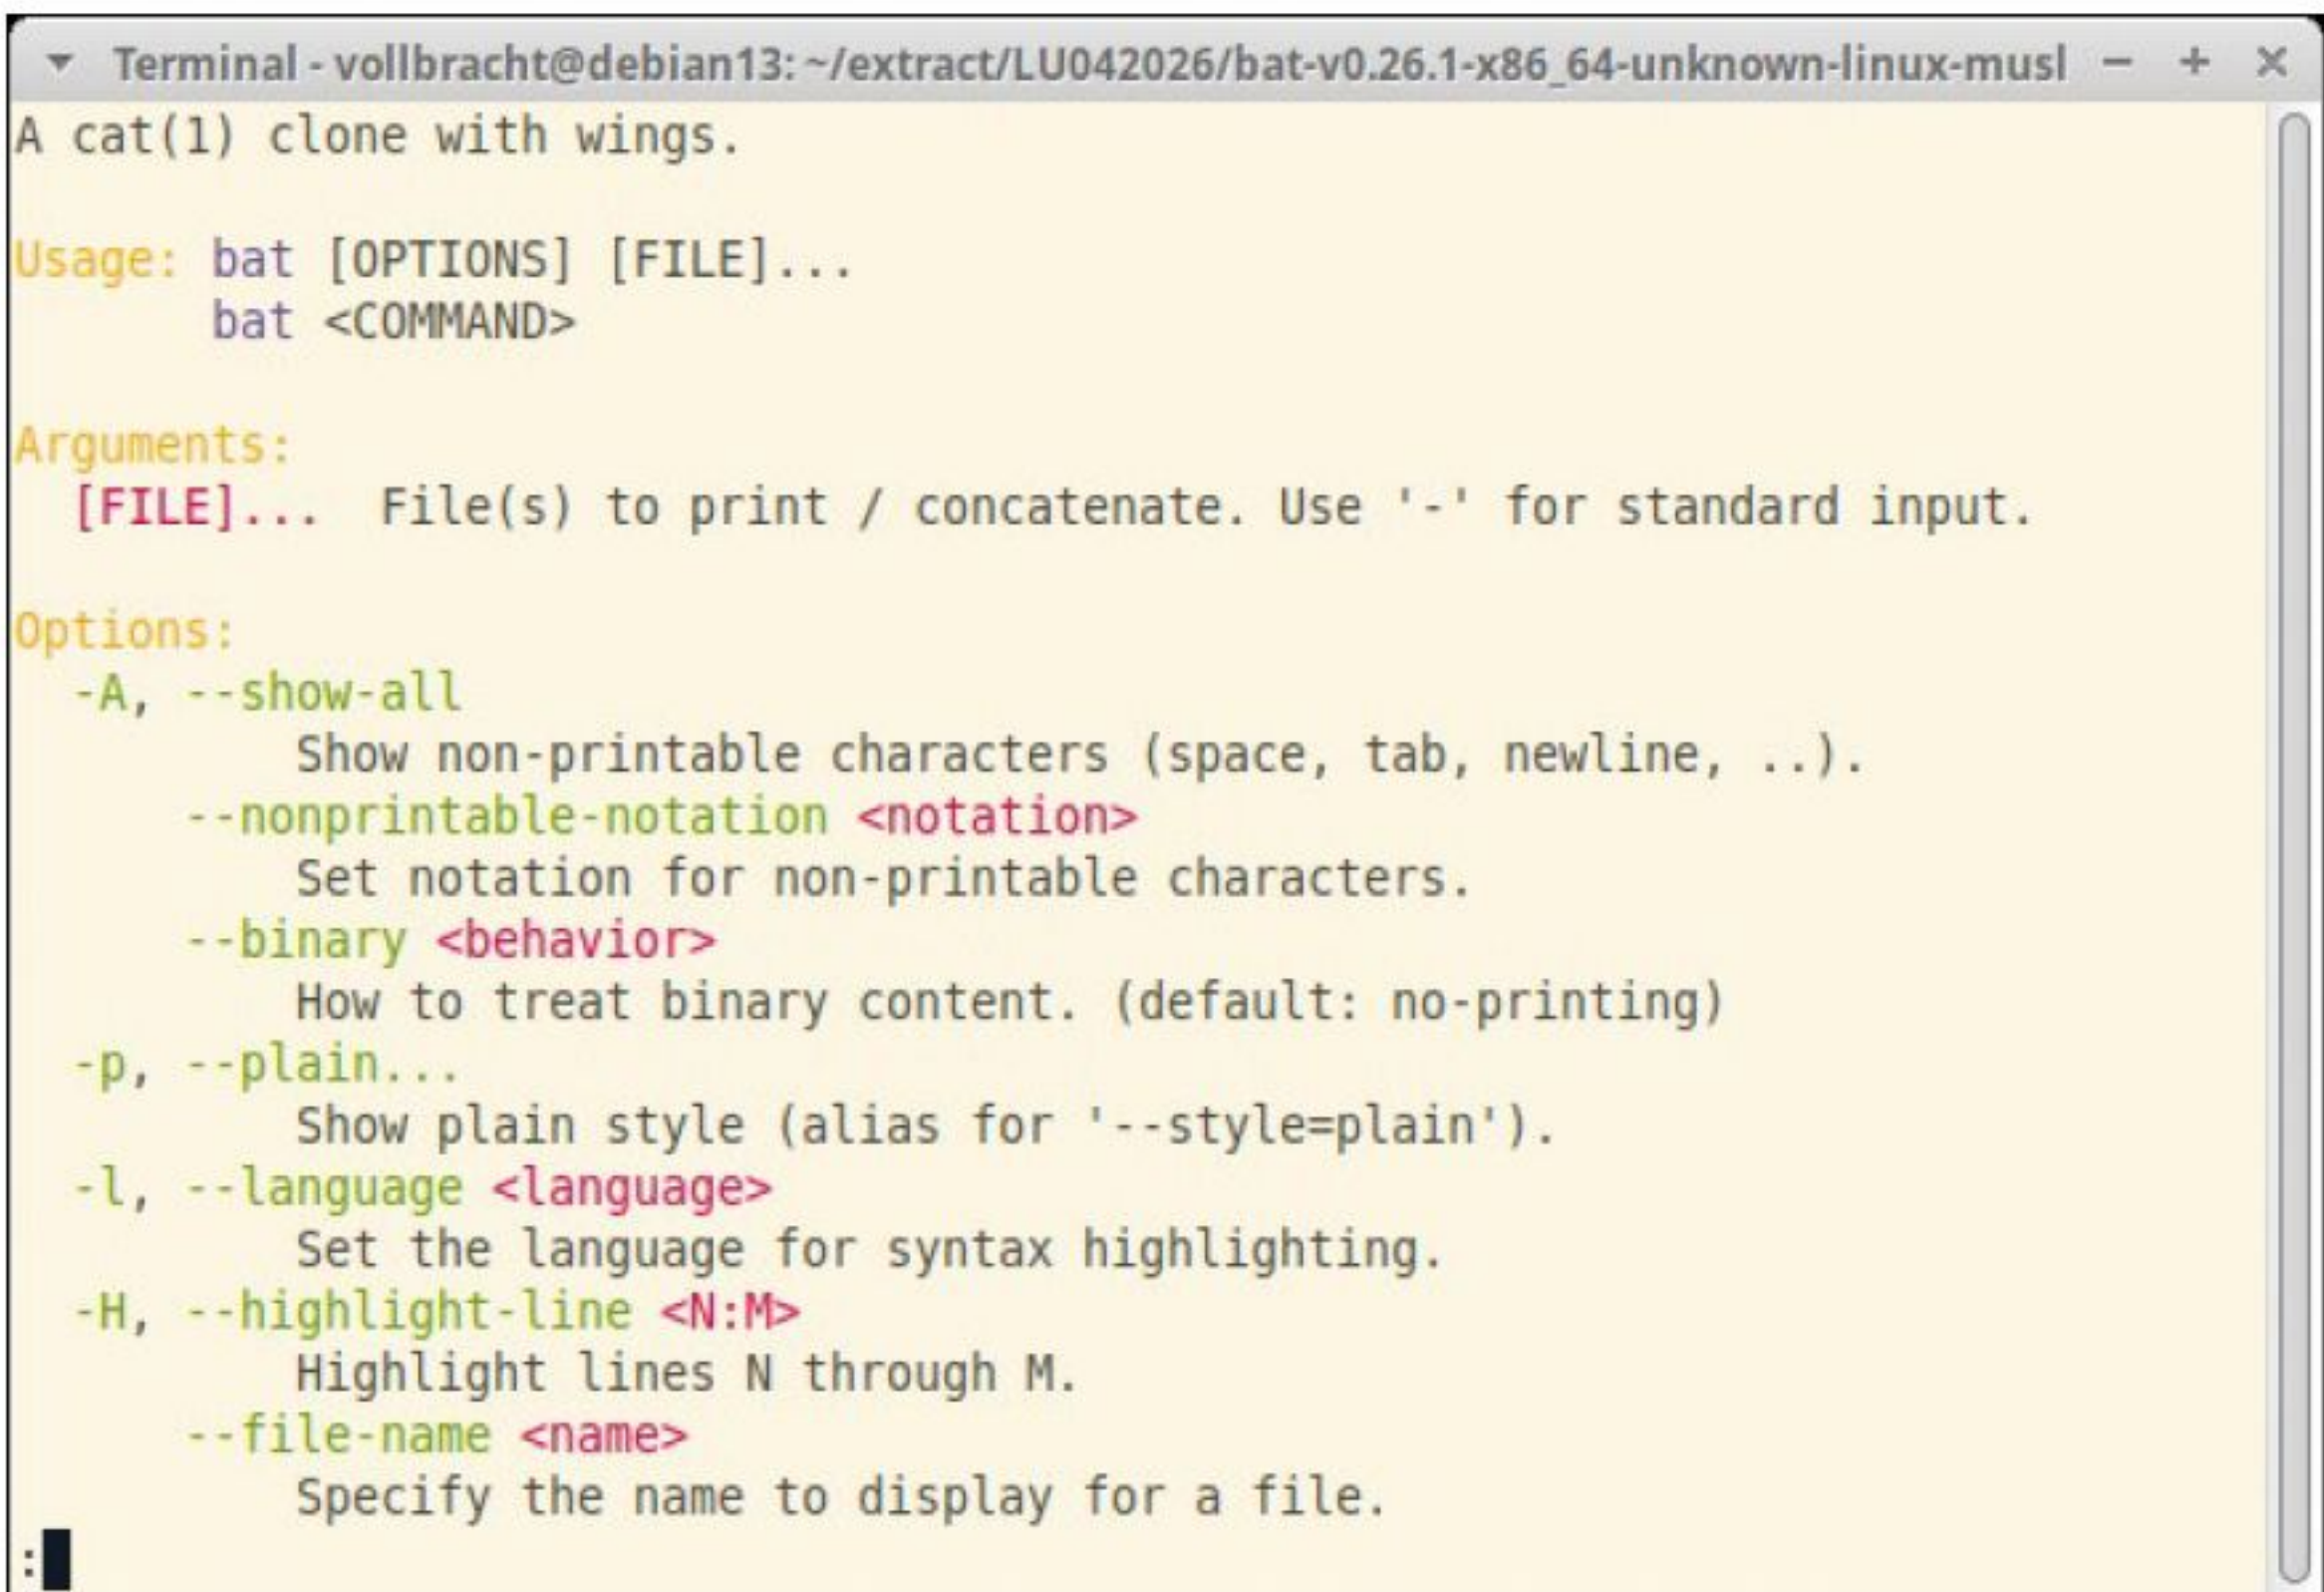 Terminal - vollbracht@debian13: ~/extract/LU042026/bat-v0.26.1-x86_64-unknown-linux-musl
A cat(1) clone with wings.
Usage: bat [OPTIONS] [FILE]...
bat <COMMAND>
Arguments:
[FILE]... File(s) to print / concatenate. Use '-' for standard input.
Options:
-A, --show-all
Show non-printable characters (space, tab, newline, ..).
--nonprintable-notation <notation>
Set notation for non-printable characters.
--binary <behavior>
How to treat binary content. (default: no-printing)
-p, --plain...
Show plain style (alias for '--style=plain').
-l, --language <language>
Set the language for syntax highlighting.
-H, --highlight-line <N:M>
Highlight lines N through M.
--file-name <name>
Specify the name to display for a file.
: